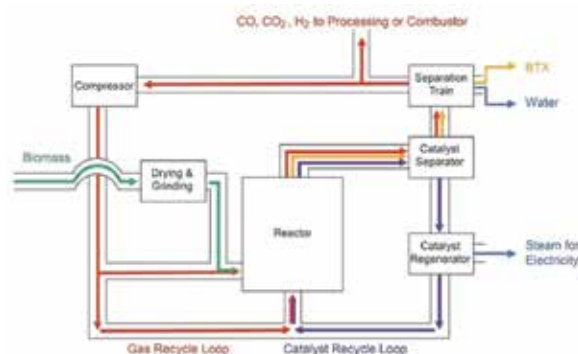 CO, CO2 , H2 to Processing or Combustor
Compressor
Separation
Train
BTX
Water
Biomass
Drying &
Grinding
Catalyst
Separator
Reactor
Catalyst
Regenerator
Steam for
Electricity
Gas Recycle Loop
Catalyst Recycle Loop